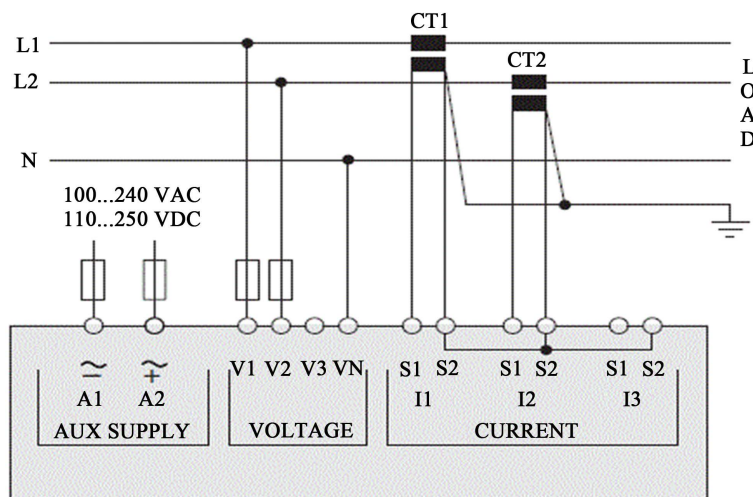 CT1
L1
CT2
L2
LOAD
N
100...240 VAC
110...250 VDC
V1 V2 V3 VN S1 S2 S1 S2 S1 S2
A1 A2 I1 I2 I3
AUX SUPPLY VOLTAGE CURRENT